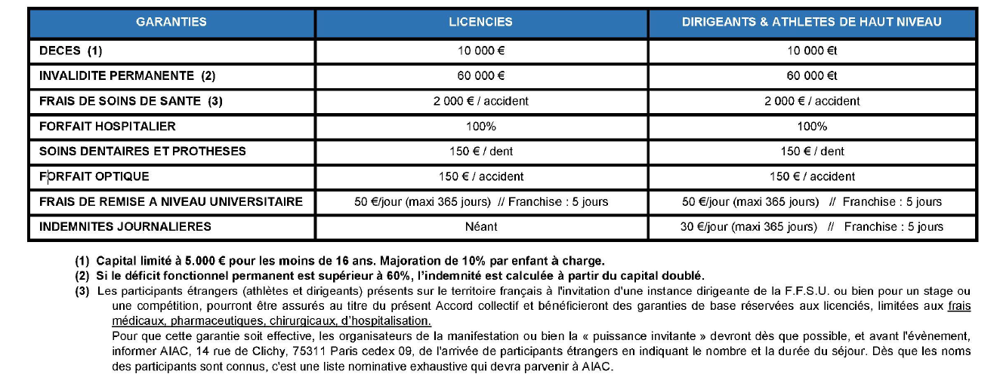 GARANTIES LICENCIES DIRIGEANTS & ATHLETES DE HAUT NIVEAU
DECES (1) 10 000 € 10 000 €t
INVALIDITE PERMANENTE (2) 60 000 € 60 000 €t
FRAIS DE SOINS DE SANTE (3) 2 000 € / accident 2 000 € / accident
FORFAIT HOSPITALIER 100% 100%
SOINS DENTAIRES ET PROTHESES 150 € / dent 150 € / dent
FORFAIT OPTIQUE 150 € / accident 150 € / accident
FRAIS DE REMISE A NIVEAU UNIVERSITAIRE 50 €/jour (maxi 365 jours) // Franchise : 5 jours 50 €/jour (maxi 365 jours) // Franchise : 5 jours
INDEMNITES JOURNALIERES Néant 30 €/jour (maxi 365 jours) // Franchise : 5 jours
(1) Capital limité à 5.000 € pour les moins de 16 ans. Majoration de 10% par enfant à charge.
(2) Si le déficit fonctionnel permanent est supérieur à 60%, l'indemnité est calculée à partir du capital doublé.
(3) Les participants étrangers (athlètes et dirigeants) présents sur le territoire français à l'invitation d'une instance dirigeante de la F.F.S.U. ou bien pour un stage ou
une compétition, pourront être assurés au titre du présent Accord collectif et bénéficieront des garanties de base réservées aux licenciés, limitées aux frais
médicaux, pharmaceutiques, chirurgicaux, d'hospitalisation.
Pour que cette garantie soit effective, les organisateurs de la manifestation ou bien la « puissance invitante » devront dès que possible, et avant l'évènement,
informer AIAC, 14 rue de Clichy, 75311 Paris cedex 09, de l'arrivée de participants étrangers en indiquant le nombre et la durée du séjour. Dès que les noms
des participants sont connus, c'est une liste nominative exhaustive qui devra parvenir à AIAC.